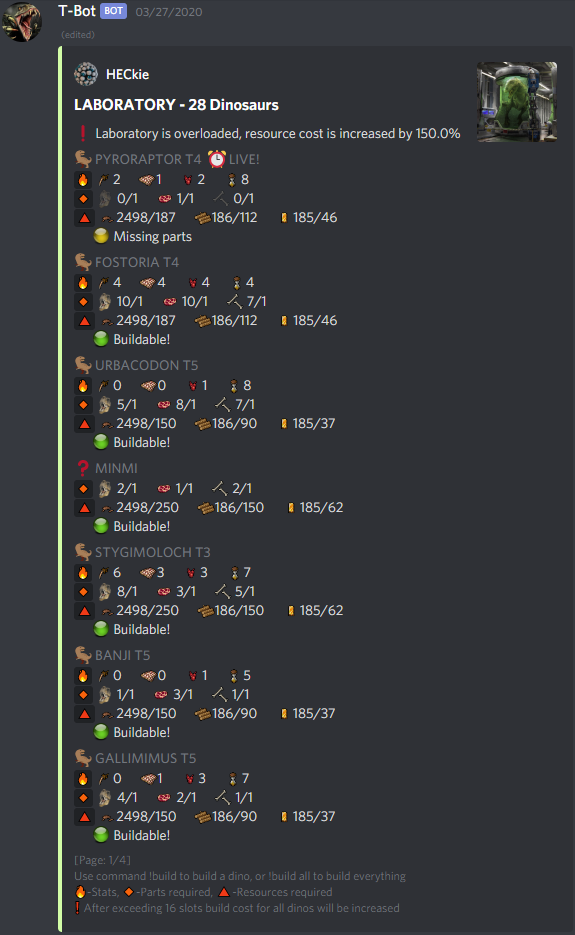 T-Bot BOT 03/27/2020
(edited)
HECkie
LABORATORY - 28 Dinosaurs
❗ Laboratory is overloaded, resource cost is increased by 150.0%
PYRORAPTOR T4 ⏰ LIVE!
2 1 2 8
0/1 1/1 0/1
2498/187 186/112 185/46
Missing parts
FOSTORIA T4
4 4 4 4
10/1 10/1 7/1
2498/187 186/112 185/46
Buildable!
URBACODON T5
0 0 1 8
5/1 8/1 7/1
2498/150 186/90 185/37
Buildable!
❓ MINMI
2/1 1/1 2/1
2498/250 186/150 185/62
Buildable!
STYGIMOLOCH T3
6 3 3 7
8/1 3/1 5/1
2498/250 186/150 185/62
Buildable!
BANJI T5
0 0 1 5
1/1 3/1 1/1
2498/150 186/90 185/37
Buildable!
GALLIMIMUS T5
0 1 3 7
4/1 2/1 1/1
2498/150 186/90 185/37
Buildable!
[Page: 1/4]
Use command !build to build a dino, or !build all to build everything
🔥-Stats, 🔸-Parts required, 🔺-Resources required
❗After exceeding 16 slots build cost for all dinos will be increased